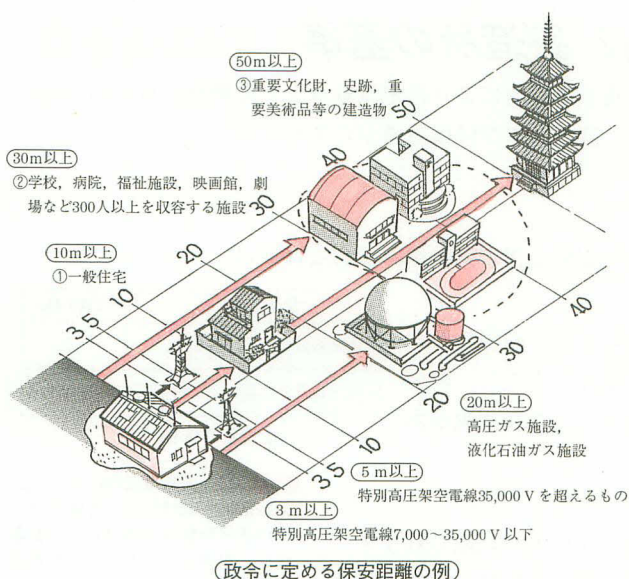 50m以上
③重要文化財，史跡，重
要美術品等の建造物
30m以上
②学校，病院，福祉施設，映画館，劇
場など300人以上を収容する施設
10m以上
①一般住宅
50
40
30
20
10
5
3
40
30
20
10
5
3
20m以上
高圧ガス施設，
液化石油ガス施設
5m以上
特別高圧架空電線35,000Vを超えるもの
3m以上
特別高圧架空電線7,000～35,000V以下
政令に定める保安距離の例